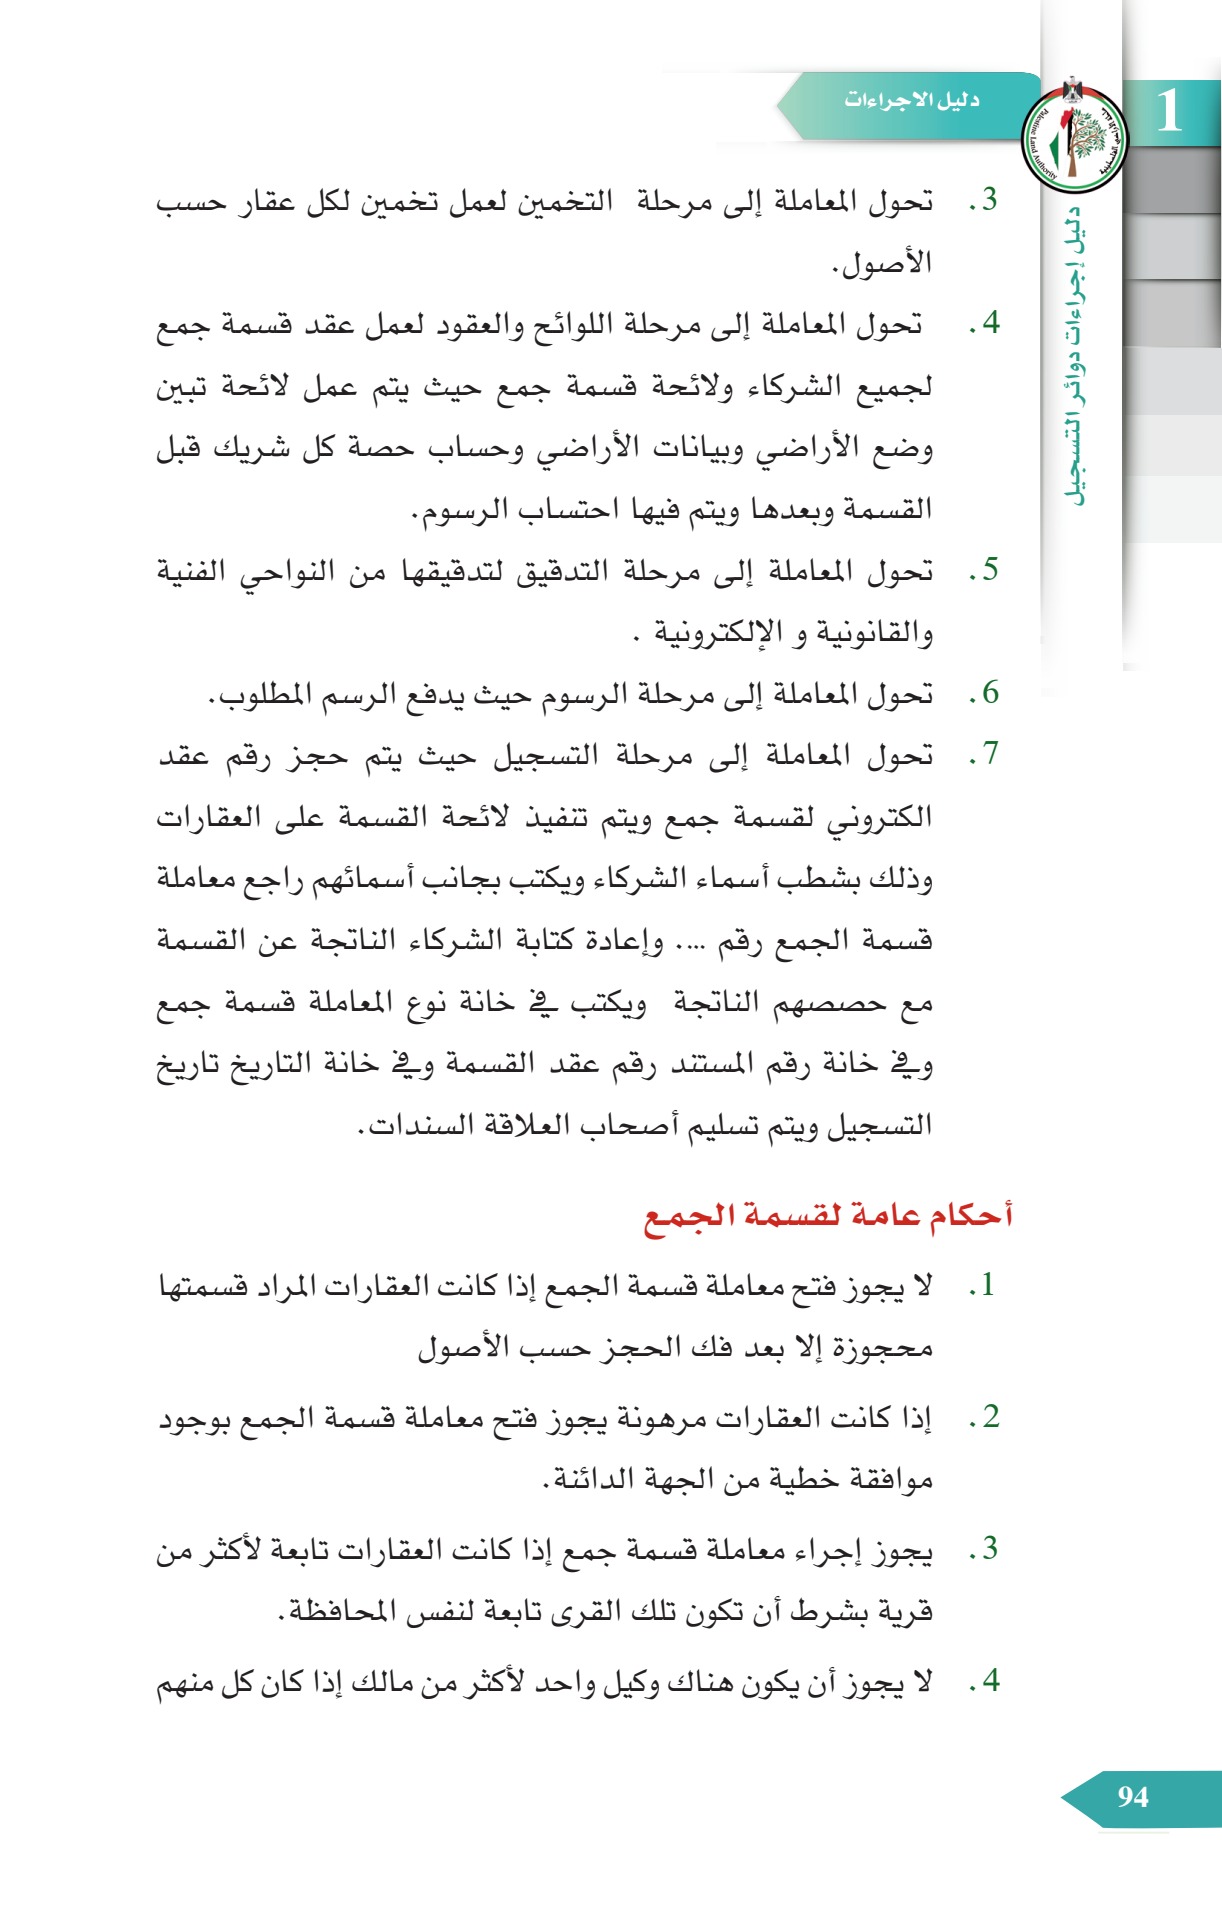 دليل الاجراءات
1
Palestine Land Authority
دليل إجراءات دوائر التسجيل
3. تحول المعاملة إلى مرحلة التخمين لعمل تخمين لكل عقار حسب
الأصول.
4. تحول المعاملة إلى مرحلة اللوائح والعقود لعمل عقد قسمة جمع
لجميع الشركاء ولائحة قسمة جمع حيث يتم عمل لائحة تبين
وضع الأراضي وبيانات الأراضي وحساب حصة كل شريك قبل
القسمة وبعدها ويتم فيها احتساب الرسوم.
5. تحول المعاملة إلى مرحلة التدقيق لتدقيقها من النواحي الفنية
والقانونية و الإلكترونية .
6. تحول المعاملة إلى مرحلة الرسوم حيث يدفع الرسم المطلوب.
7. تحول المعاملة إلى مرحلة التسجيل حيث يتم حجز رقم عقد
الكتروني لقسمة جمع ويتم تنفيذ لائحة القسمة على العقارات
وذلك بشطب أسماء الشركاء ويكتب بجانب أسمائهم راجع معاملة
قسمة الجمع رقم .... وإعادة كتابة الشركاء الناتجة عن القسمة
مع حصصهم الناتجة ويكتب في خانة نوع المعاملة قسمة جمع
وفي خانة رقم المستند رقم عقد القسمة وفي خانة التاريخ تاريخ
التسجيل ويتم تسليم أصحاب العلاقة السندات.
أحكام عامة لقسمة الجمع
1. لا يجوز فتح معاملة قسمة الجمع إذا كانت العقارات المراد قسمتها
محجوزة إلا بعد فك الحجز حسب الأصول
2. إذا كانت العقارات مرهونة يجوز فتح معاملة قسمة الجمع بوجود
موافقة خطية من الجهة الدائنة.
3. يجوز إجراء معاملة قسمة جمع إذا كانت العقارات تابعة لأكثر من
قرية بشرط أن تكون تلك القرى تابعة لنفس المحافظة.
4. لا يجوز أن يكون هناك وكيل واحد لأكثر من مالك إذا كان كل منهم
94